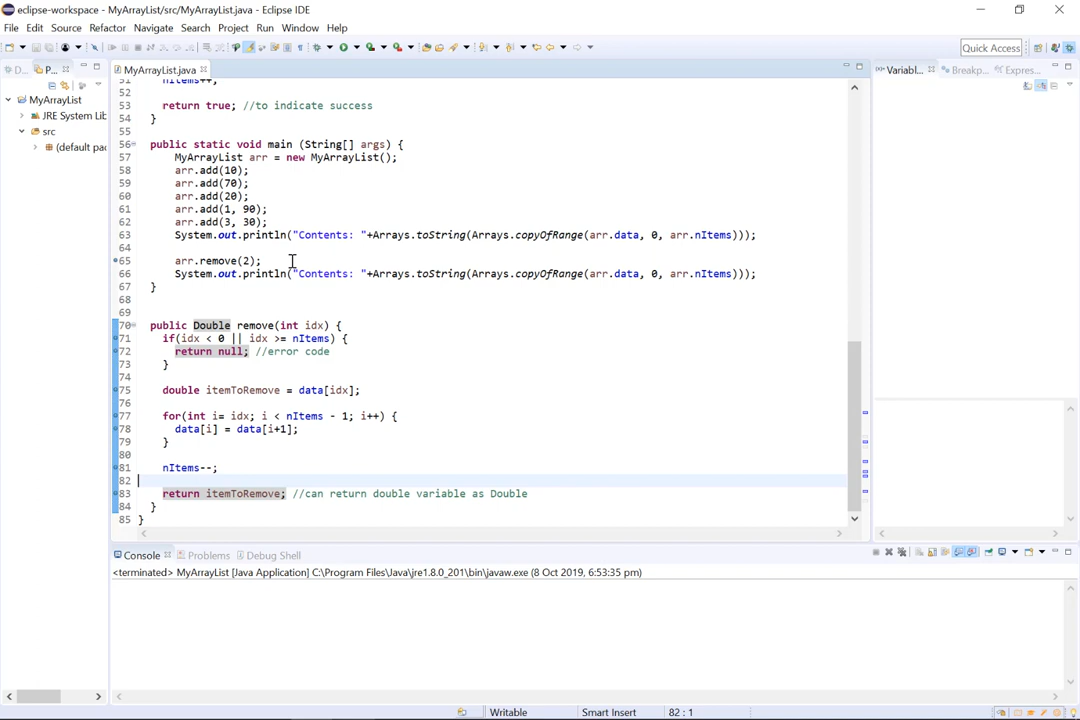 eclipse-workspace - MyArrayList/src/MyArrayList.java - Eclipse IDE
File Edit Source Refactor Navigate Search Project Run Window Help
Quick Access
D... P... MyArrayList.java Variabl... Breakp... Expres...
MyArrayList
JRE System Lib
src
(default pac
51 nItems++;
52
53 return true; //to indicate success
54 }
55
56 public static void main (String[] args) {
57 MyArrayList arr = new MyArrayList();
58 arr.add(10);
59 arr.add(70);
60 arr.add(20);
61 arr.add(1, 90);
62 arr.add(3, 30);
63 System.out.println("Contents: "+Arrays.toString(Arrays.copyOfRange(arr.data, 0, arr.nItems)));
64
65 arr.remove(2);
66 System.out.println("Contents: "+Arrays.toString(Arrays.copyOfRange(arr.data, 0, arr.nItems)));
67 }
68
69
70 public Double remove(int idx) {
71 if(idx < 0 || idx >= nItems) {
72 return null; //error code
73 }
74
75 double itemToRemove = data[idx];
76
77 for(int i= idx; i < nItems - 1; i++) {
78 data[i] = data[i+1];
79 }
80
81 nItems--;
82
83 return itemToRemove; //can return double variable as Double
84 }
85 }
Console Problems Debug Shell
<terminated> MyArrayList [Java Application] C:\Program Files\Java\jre1.8.0_201\bin\javaw.exe (8 Oct 2019, 6:53:35 pm)
Writable Smart Insert 82 : 1